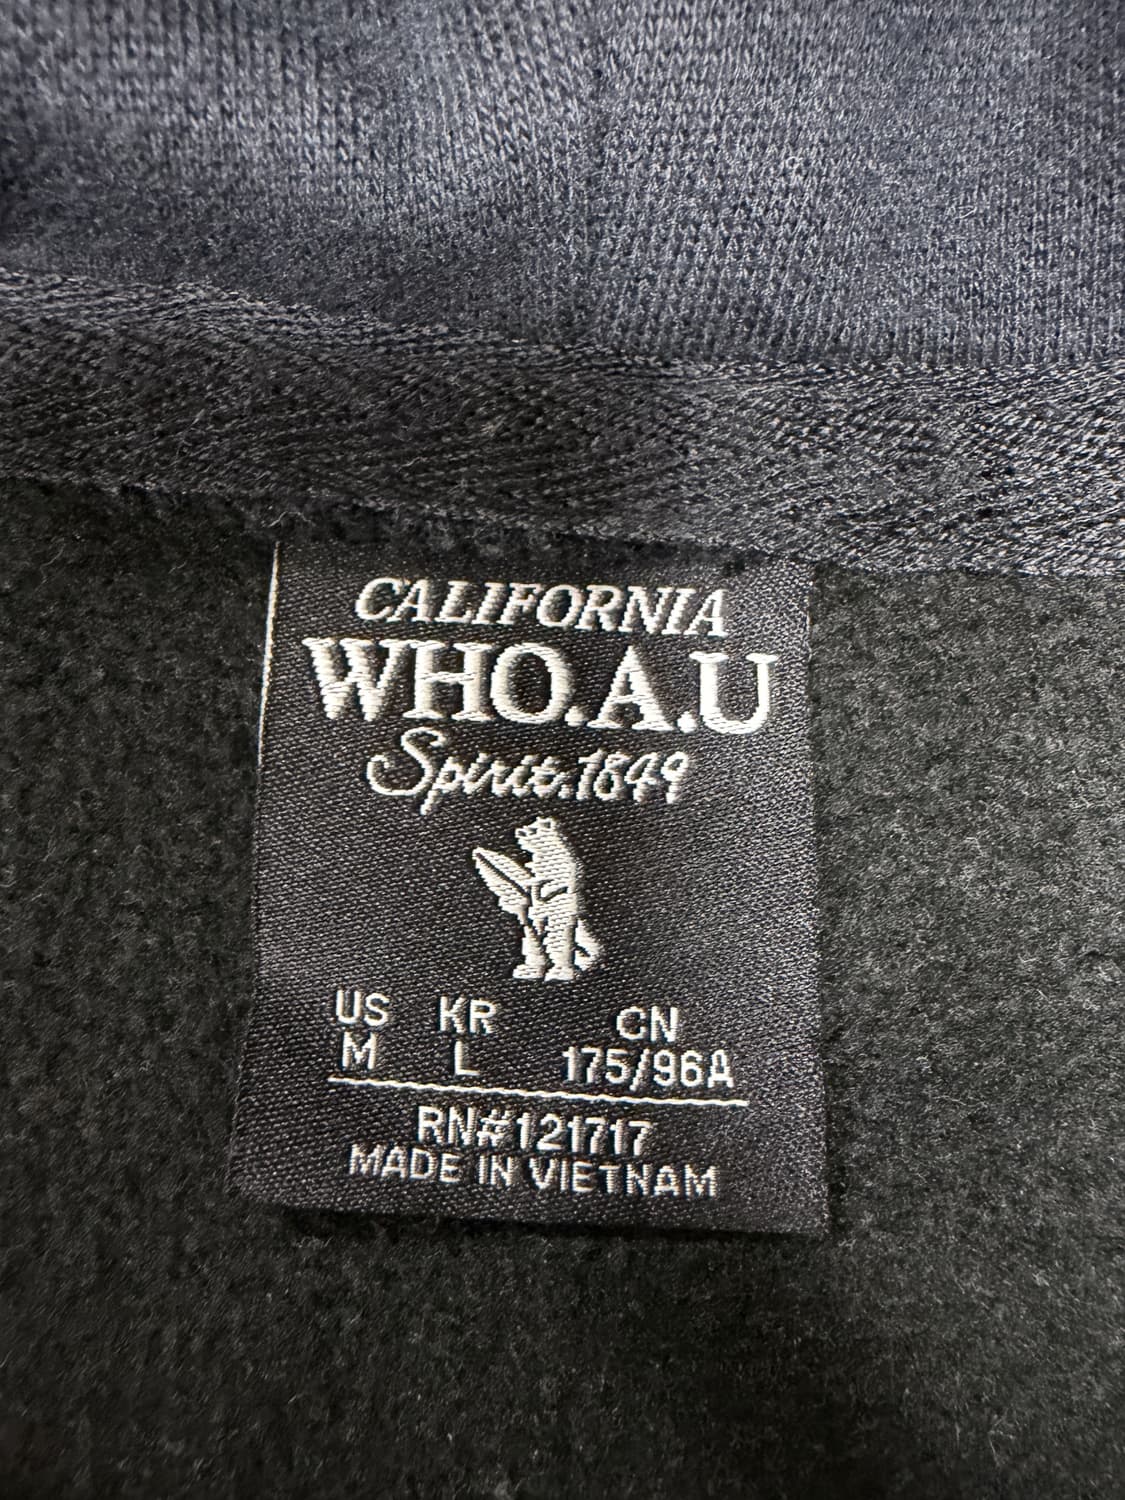 CALIFORNIA
WHO.A.U
Spirit.1849
US KR CN
M L 175/96A
RN#121717
MADE IN VIETNAM